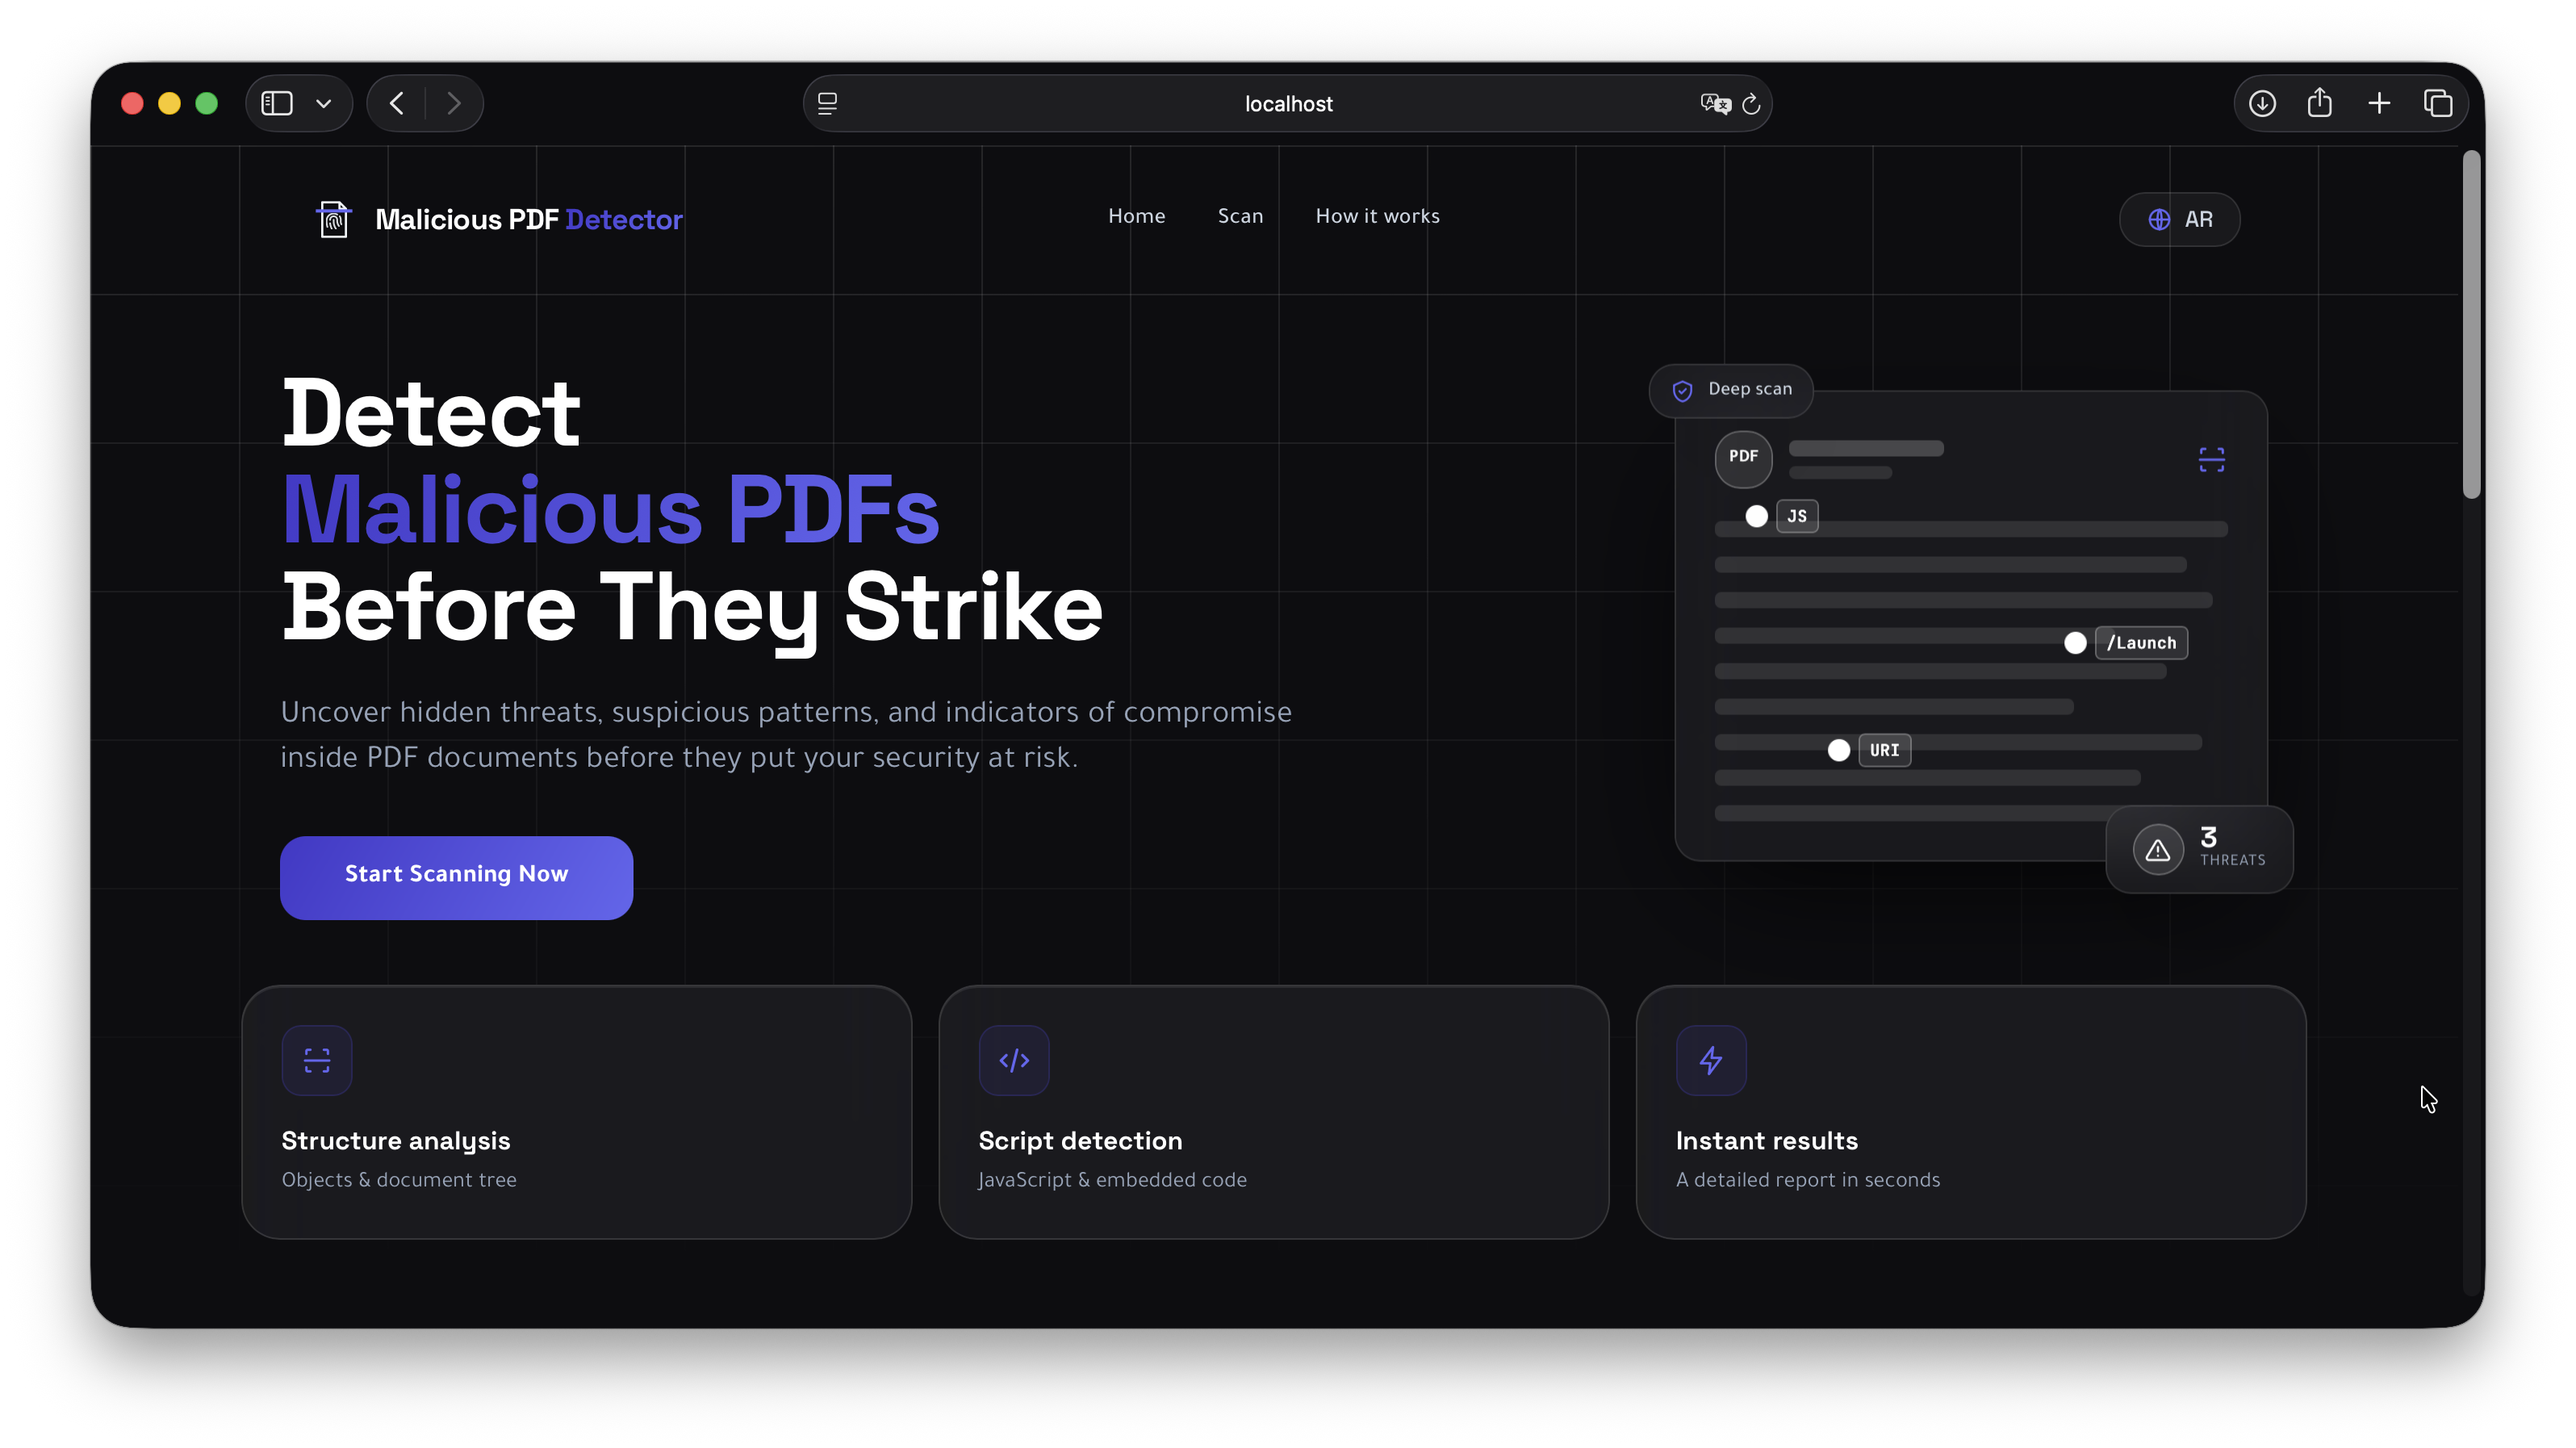 localhost
Malicious PDF Detector
Home
Scan
How it works
AR
Detect
Malicious PDFs
Before They Strike
Uncover hidden threats, suspicious patterns, and indicators of compromise
inside PDF documents before they put your security at risk.
Start Scanning Now
Deep scan
PDF
JS
/Launch
URI
3
THREATS
Structure analysis
Objects & document tree
Script detection
JavaScript & embedded code
Instant results
A detailed report in seconds